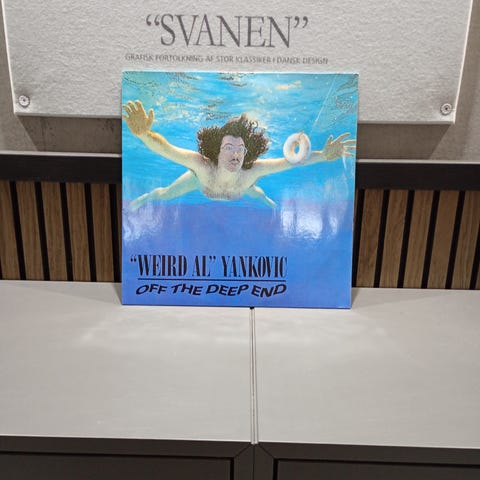 “SVANEN”
GRAFISK FORTOLKNING AF STOR KLASSIKER I DANSK DESIGN
“WEIRD AL” YANKOVIC
OFF THE DEEP END